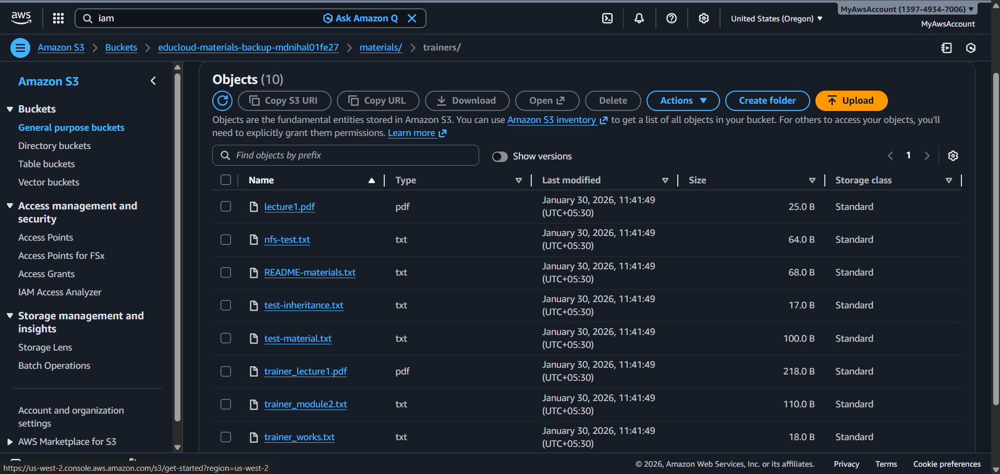 aws
iam
Ask Amazon Q
United States (Oregon)
MyAwsAccount (1397-4934-7006)
MyAwsAccount
Amazon S3
Buckets
educloud-materials-backup-mdnihal01fe27
materials/
trainers/
Amazon S3
Buckets
General purpose buckets
Directory buckets
Table buckets
Vector buckets
Access management and
security
Access Points
Access Points for FSx
Access Grants
IAM Access Analyzer
Storage management and
insights
Storage Lens
Batch Operations
Account and organization
settings
AWS Marketplace for S3
Objects (10)
Copy S3 URI
Copy URL
Download
Open
Delete
Actions
Create folder
Upload
Objects are the fundamental entities stored in Amazon S3. You can use Amazon S3 inventory to get a list of all objects in your bucket. For others to access your objects, you'll
need to explicitly grant them permissions. Learn more
Find objects by prefix
Show versions
1
Name Type Last modified Size Storage class
lecture1.pdf pdf January 30, 2026, 11:41:49 (UTC+05:30) 25.0 B Standard
nfs-test.txt txt January 30, 2026, 11:41:49 (UTC+05:30) 64.0 B Standard
README-materials.txt txt January 30, 2026, 11:41:49 (UTC+05:30) 68.0 B Standard
test-inheritance.txt txt January 30, 2026, 11:41:49 (UTC+05:30) 17.0 B Standard
test-material.txt txt January 30, 2026, 11:41:49 (UTC+05:30) 100.0 B Standard
trainer_lecture1.pdf pdf January 30, 2026, 11:41:49 (UTC+05:30) 218.0 B Standard
trainer_module2.txt txt January 30, 2026, 11:41:49 (UTC+05:30) 110.0 B Standard
trainer_works.txt txt January 30, 2026, 11:41:49 (UTC+05:30) 18.0 B Standard
https://us-west-2.console.aws.amazon.com/s3/get-started?region=us-west-2
© 2026, Amazon Web Services, Inc. or its affiliates.
Privacy
Terms
Cookie preferences